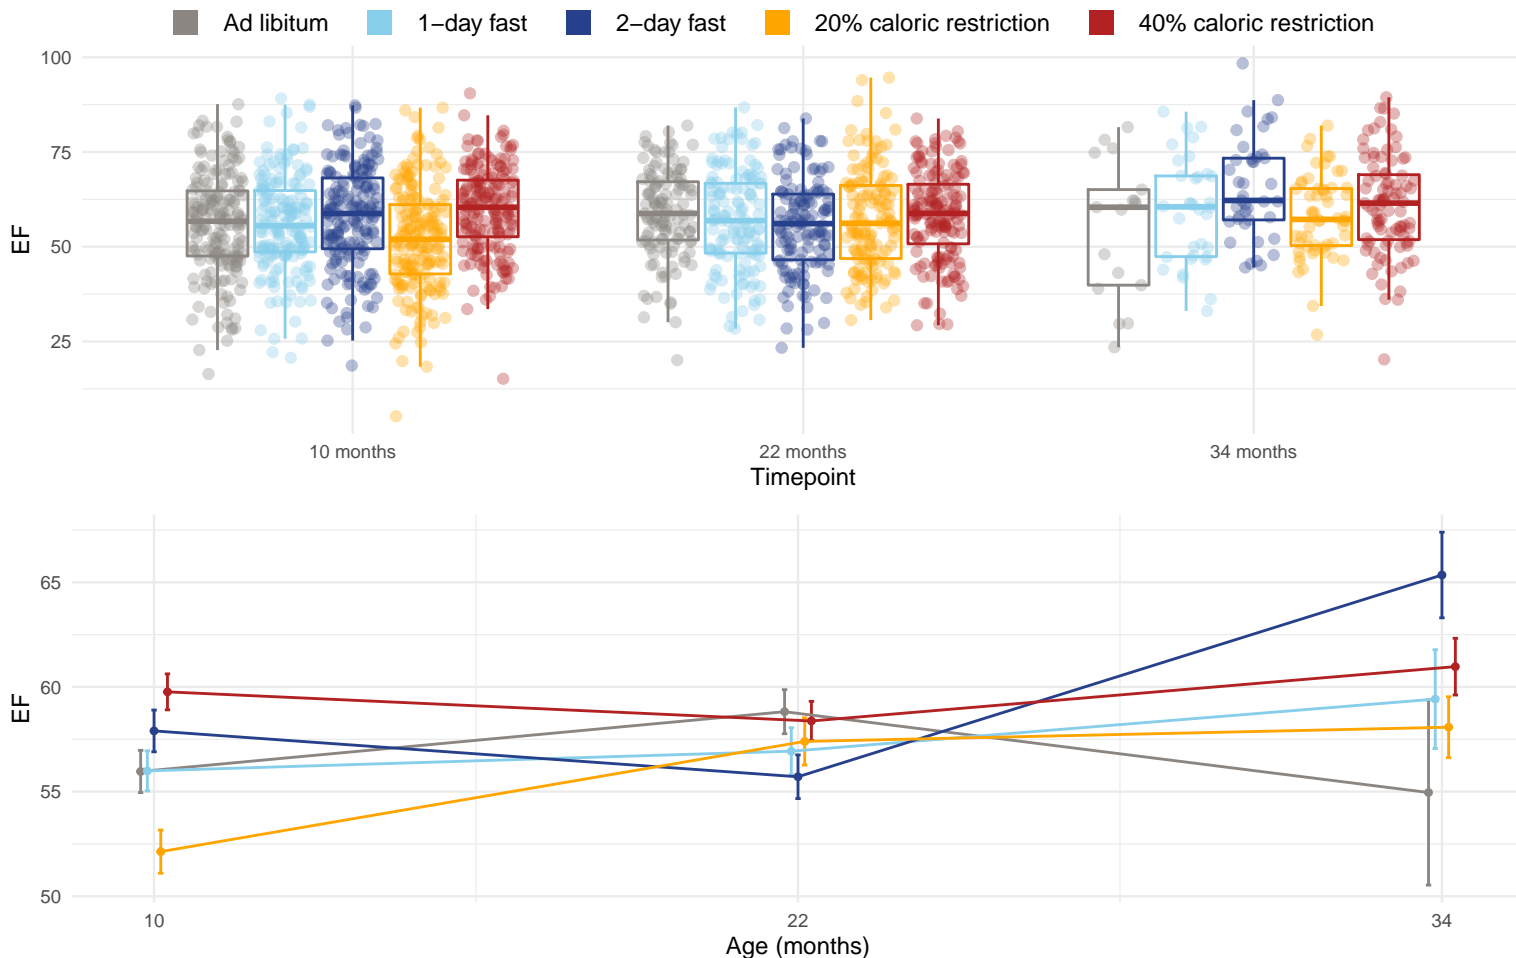 Ad libitum 1−day fast 2−day fast 20% caloric restriction 40% caloric restriction
100
75
50
25
EF
10 months 22 months 34 months
Timepoint
65
60
55
50
EF
10 22 34
Age (months)